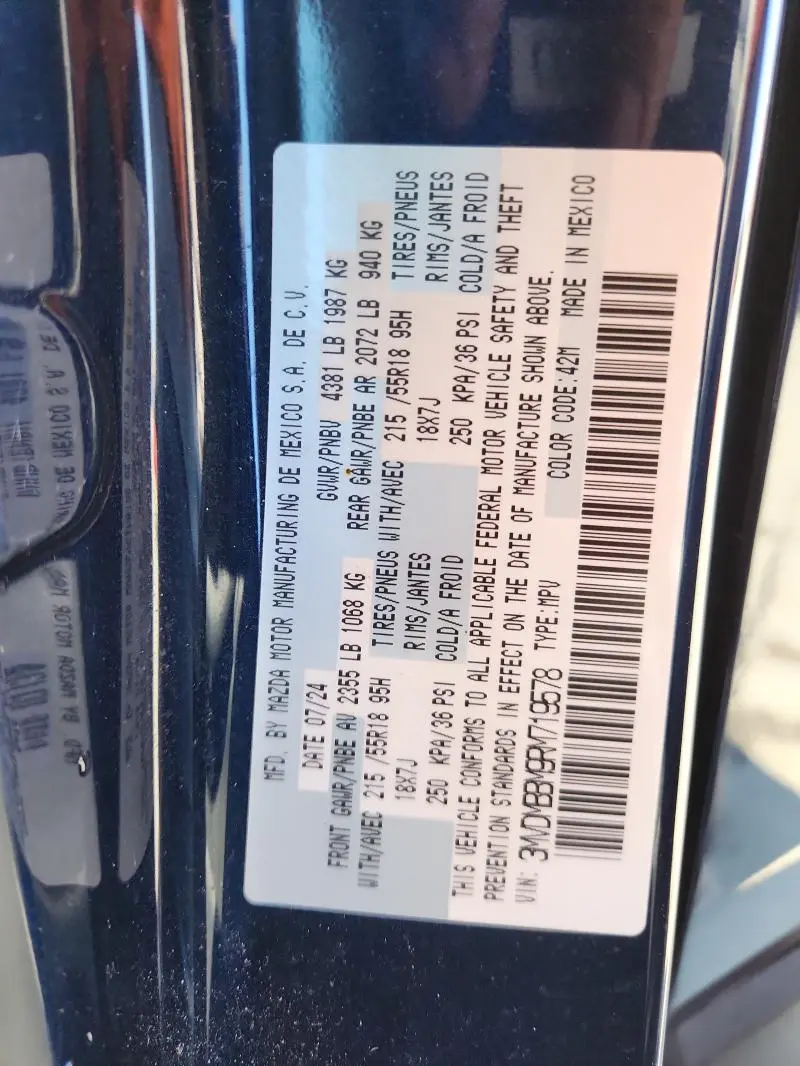 MFD. BY MAZDA MOTOR MANUFACTURING DE MEXICO S.A. DE C.V.
DATE 07/24 GVWR/PNBV 4381 LB 1987 KG
FRONT GAWR/PNBE AV 2355 LB 1068 KG REAR GAWR/PNBE AR 2072 LB 940 KG
WITH/AVEC 215 /55R18 95H TIRES/PNEUS WITH/AVEC 215 /55R18 95H TIRES/PNEUS
18X7J RIMS/JANTES 18X7J RIMS/JANTES
250 KPA/36 PSI COLD/A FROID 250 KPA/36 PSI COLD/A FROID
THIS VEHICLE CONFORMS TO ALL APPLICABLE FEDERAL MOTOR VEHICLE SAFETY AND THEFT
PREVENTION STANDARDS IN EFFECT ON THE DATE OF MANUFACTURE SHOWN ABOVE.
VIN: 3MVDMBBM9RM719578 TYPE:MPV COLOR CODE:42M MADE IN MEXICO